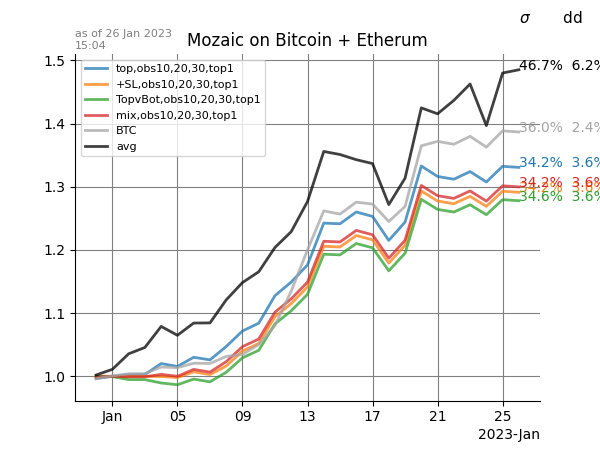 σ dd
as of 26 Jan 2023
15:04
Mozaic on Bitcoin + Etherum
1.5
1.4
1.3
1.2
1.1
1.0
top,obs10,20,30,top1
+SL,obs10,20,30,top1
TopvBot,obs10,20,30,top1
mix,obs10,20,30,top1
BTC
avg
46.7% 6.2%
36.0% 2.4%
34.2% 3.6%
34.2% 3.6%
34.6% 3.6%
Jan 05 09 13 17 21 25
2023-Jan